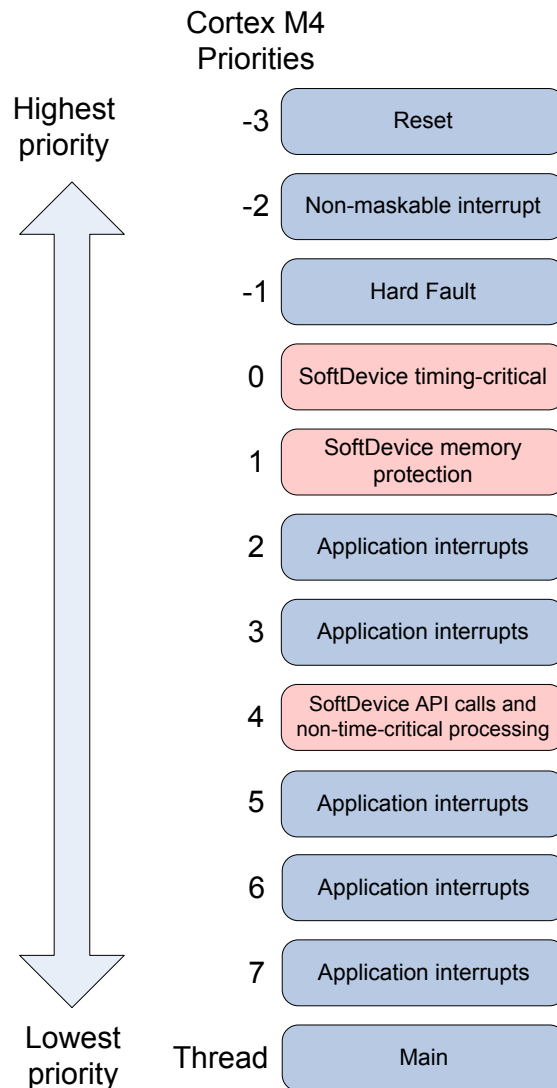 Cortex M4
Priorities
Highest
priority
-3
Reset
-2
Non-maskable interrupt
-1
Hard Fault
0
SoftDevice timing-critical
1
SoftDevice memory
protection
2
Application interrupts
3
Application interrupts
4
SoftDevice API calls and
non-time-critical processing
5
Application interrupts
6
Application interrupts
7
Application interrupts
Lowest
priority
Thread
Main